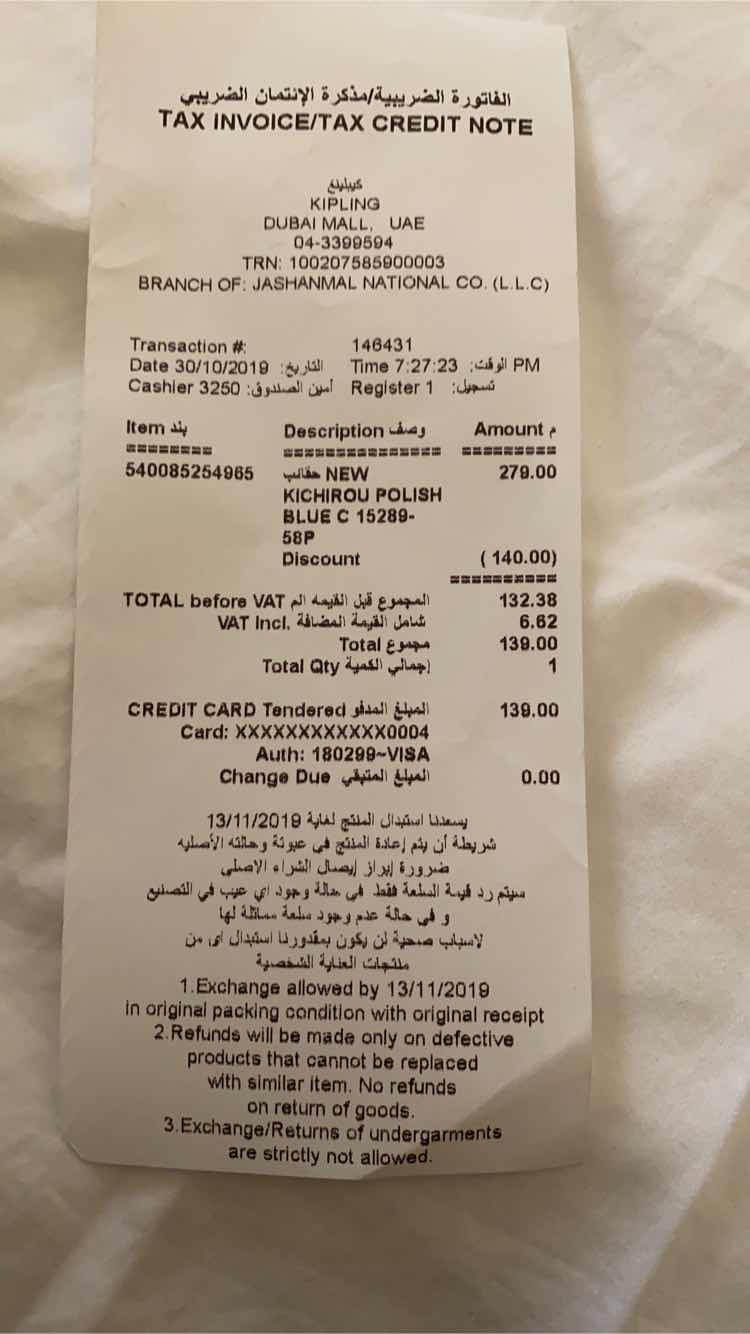 الفاتورة الضريبية/مذكرة الإئتمان الضريبي
TAX INVOICE/TAX CREDIT NOTE
كيبلينغ
KIPLING
DUBAI MALL, UAE
04-3399594
TRN: 100207585900003
BRANCH OF: JASHANMAL NATIONAL CO. (L.L.C)
Transaction #: 146431
Date 30/10/2019 :التاريخ Time 7:27:23 :الوقت PM
Cashier 3250 :أمين الصندوق Register 1 :تسجيل
Item بند Description وصف Amount م
======== =============== =========
540085254965 حقائب NEW 279.00
KICHIROU POLISH
BLUE C 15289-
58P
Discount ( 140.00)
==========
TOTAL before VAT المجموع قبل القيمه الم 132.38
VAT Incl. شامل القيمة المضافة 6.62
Total مجموع 139.00
Total Qty إجمالي الكمية 1
CREDIT CARD Tendered المبلغ المدفو 139.00
Card: XXXXXXXXXXXX0004
Auth: 180299~VISA
Change Due المبلغ المتبقي 0.00
يسعدنا استبدال المنتج لغاية 13/11/2019
شريطة أن يتم إعادة المنتج في عبوتة وحالته الأصليه
ضرورة إبراز إيصال الشراء الاصلى
سيتم رد قيمة السلعة فقط في حالة وجود اي عيب في التصنيع
و في حالة عدم وجود سلعة مماثلة لها
لاسباب صحية لن يكون بمقدورنا استبدال اى من
منتجات العناية الشخصية
1.Exchange allowed by 13/11/2019
in original packing condition with original receipt
2.Refunds will be made only on defective
products that cannot be replaced
with similar item. No refunds
on return of goods.
3.Exchange/Returns of undergarments
are strictly not allowed.